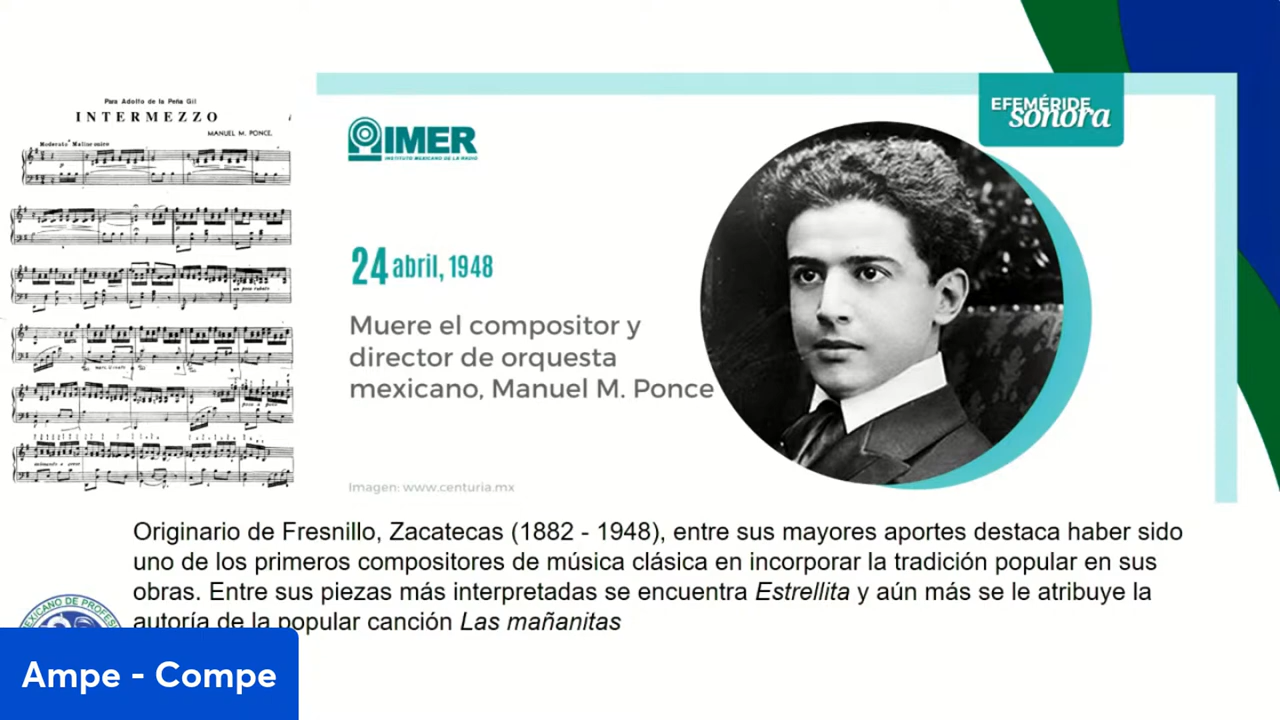 Para Adolfo de la Peña Gil
INTERMEZZO
MANUEL M. PONCE.
EFEMÉRIDE
sonora
IMER
INSTITUTO MEXICANO DE LA RADIO
24 abril, 1948
Muere el compositor y
director de orquesta
mexicano, Manuel M. Ponce
Imagen: www.centuria.mx
Originario de Fresnillo, Zacatecas (1882 - 1948), entre sus mayores aportes destaca haber sido
uno de los primeros compositores de música clásica en incorporar la tradición popular en sus
obras. Entre sus piezas más interpretadas se encuentra Estrellita y aún más se le atribuye la
autoría de la popular canción Las mañanitas
Ampe - Compe